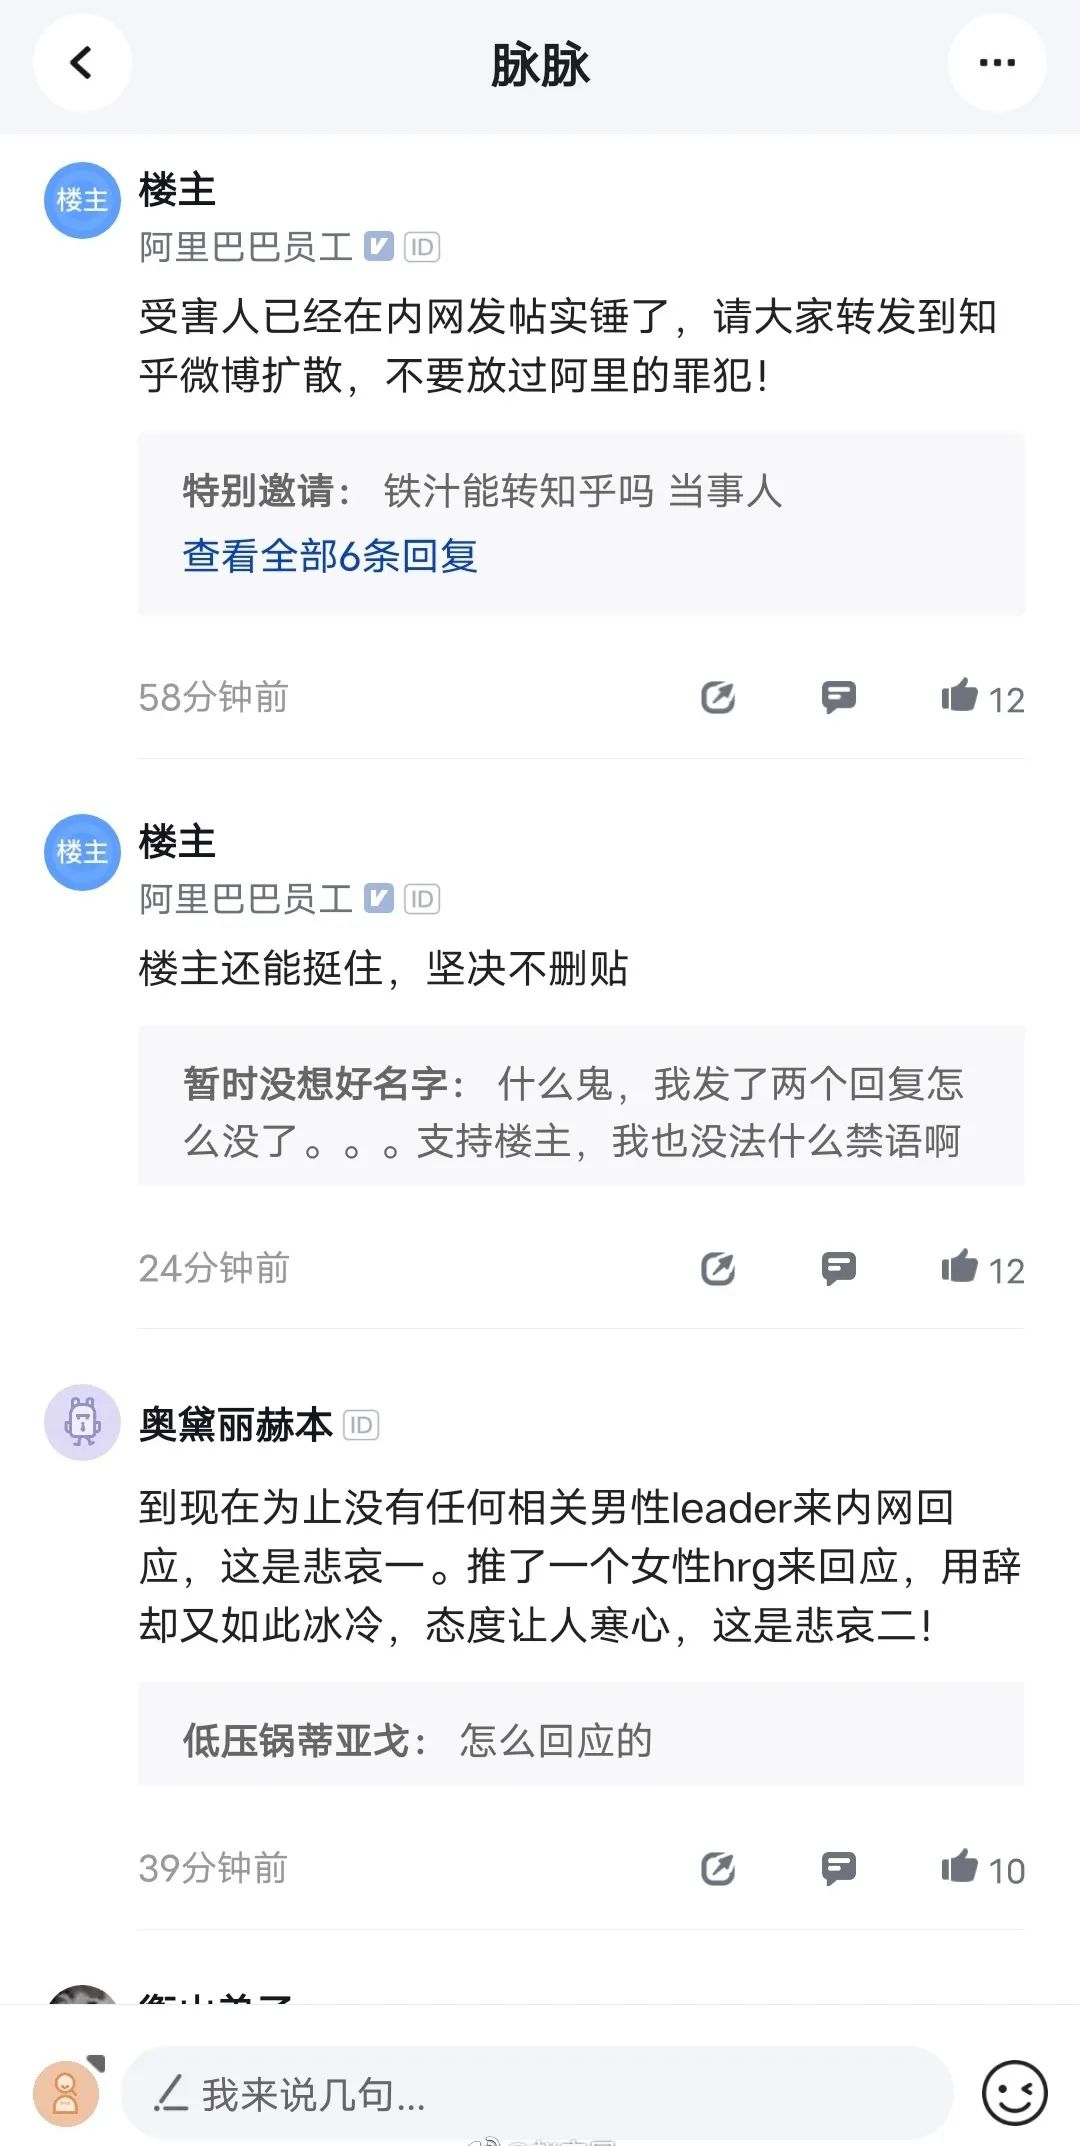 脉脉
楼主
楼主
阿里巴巴员工 V ID
受害人已经在内网发帖实锤了，请大家转发到知
乎微博扩散，不要放过阿里的罪犯！
特别邀请： 铁汁能转知乎吗 当事人
查看全部6条回复
58分钟前
12
楼主
楼主
阿里巴巴员工 V ID
楼主还能挺住，坚决不删贴
暂时没想好名字： 什么鬼，我发了两个回复怎
么没了。。。支持楼主，我也没法什么禁语啊
24分钟前
12
奥黛丽赫本 ID
到现在为止没有任何相关男性leader来内网回
应，这是悲哀一。推了一个女性hrg来回应，用辞
却又如此冰冷，态度让人寒心，这是悲哀二！
低压锅蒂亚戈： 怎么回应的
39分钟前
10
我来说几句...